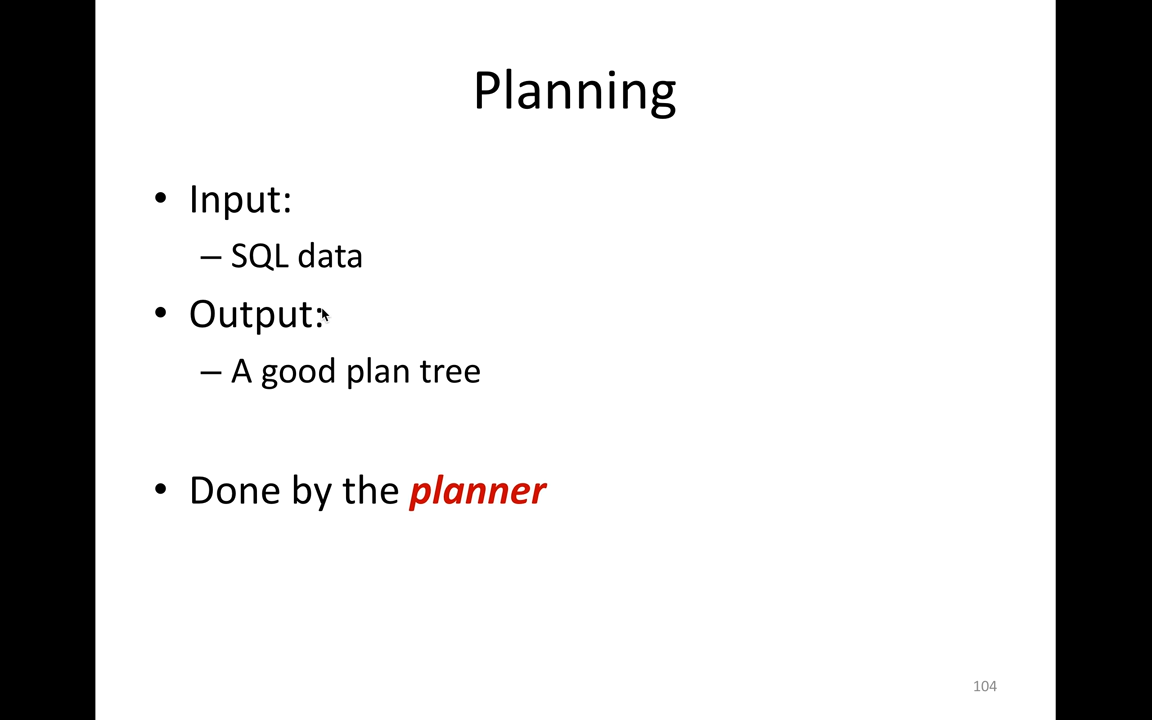 Planning
• Input:
– SQL data
• Output:
– A good plan tree
• Done by the planner
104